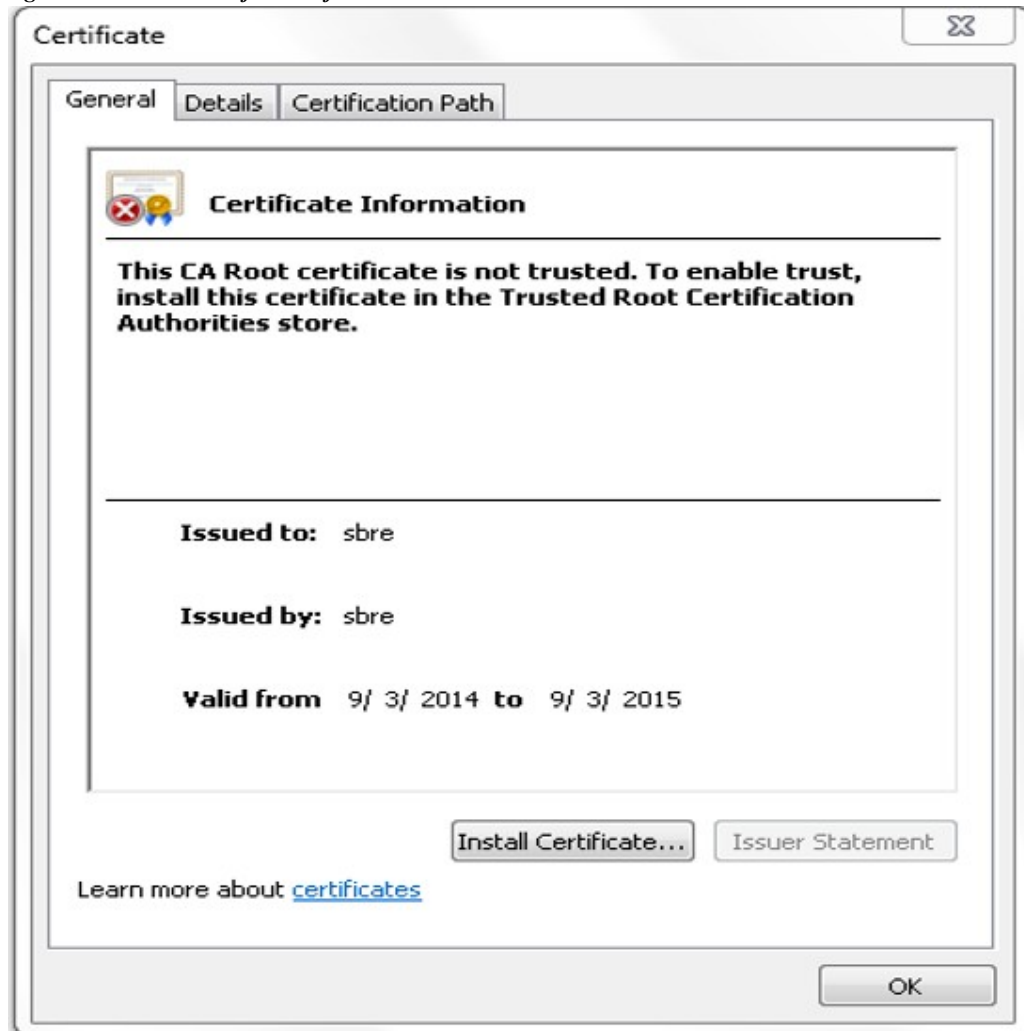 Certificate
General Details Certification Path
Certificate Information
This CA Root certificate is not trusted. To enable trust,
install this certificate in the Trusted Root Certification
Authorities store.
Issued to: sbre
Issued by: sbre
Valid from 9/ 3/ 2014 to 9/ 3/ 2015
Install Certificate... Issuer Statement
Learn more about certificates
OK